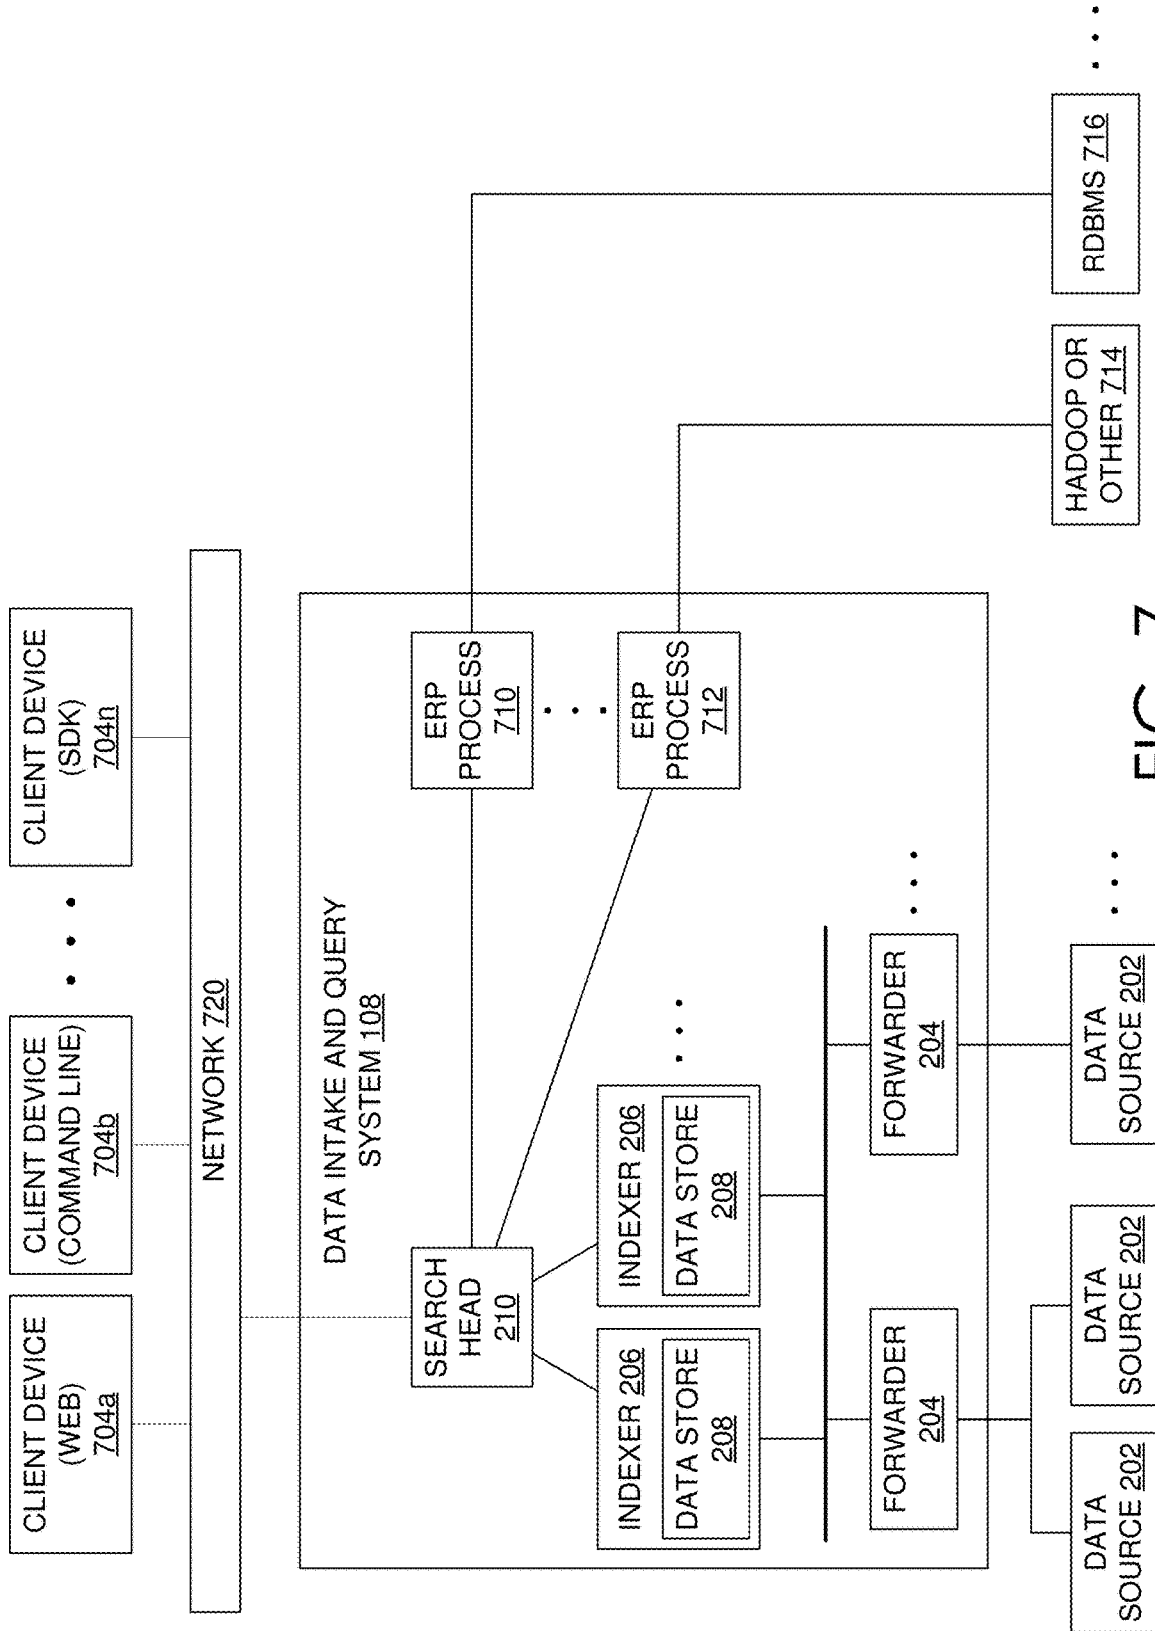 CLIENT DEVICE
(WEB)
704a
CLIENT DEVICE
(COMMAND LINE)
704b
CLIENT DEVICE
(SDK)
704n
NETWORK 720
DATA INTAKE AND QUERY
SYSTEM 108
SEARCH
HEAD
210
ERP
PROCESS
710
ERP
PROCESS
712
INDEXER 206
DATA STORE
208
INDEXER 206
DATA STORE
208
FORWARDER
204
FORWARDER
204
DATA
SOURCE 202
DATA
SOURCE 202
DATA
SOURCE 202
HADOOP OR
OTHER 714
RDBMS 716
FIG. 7